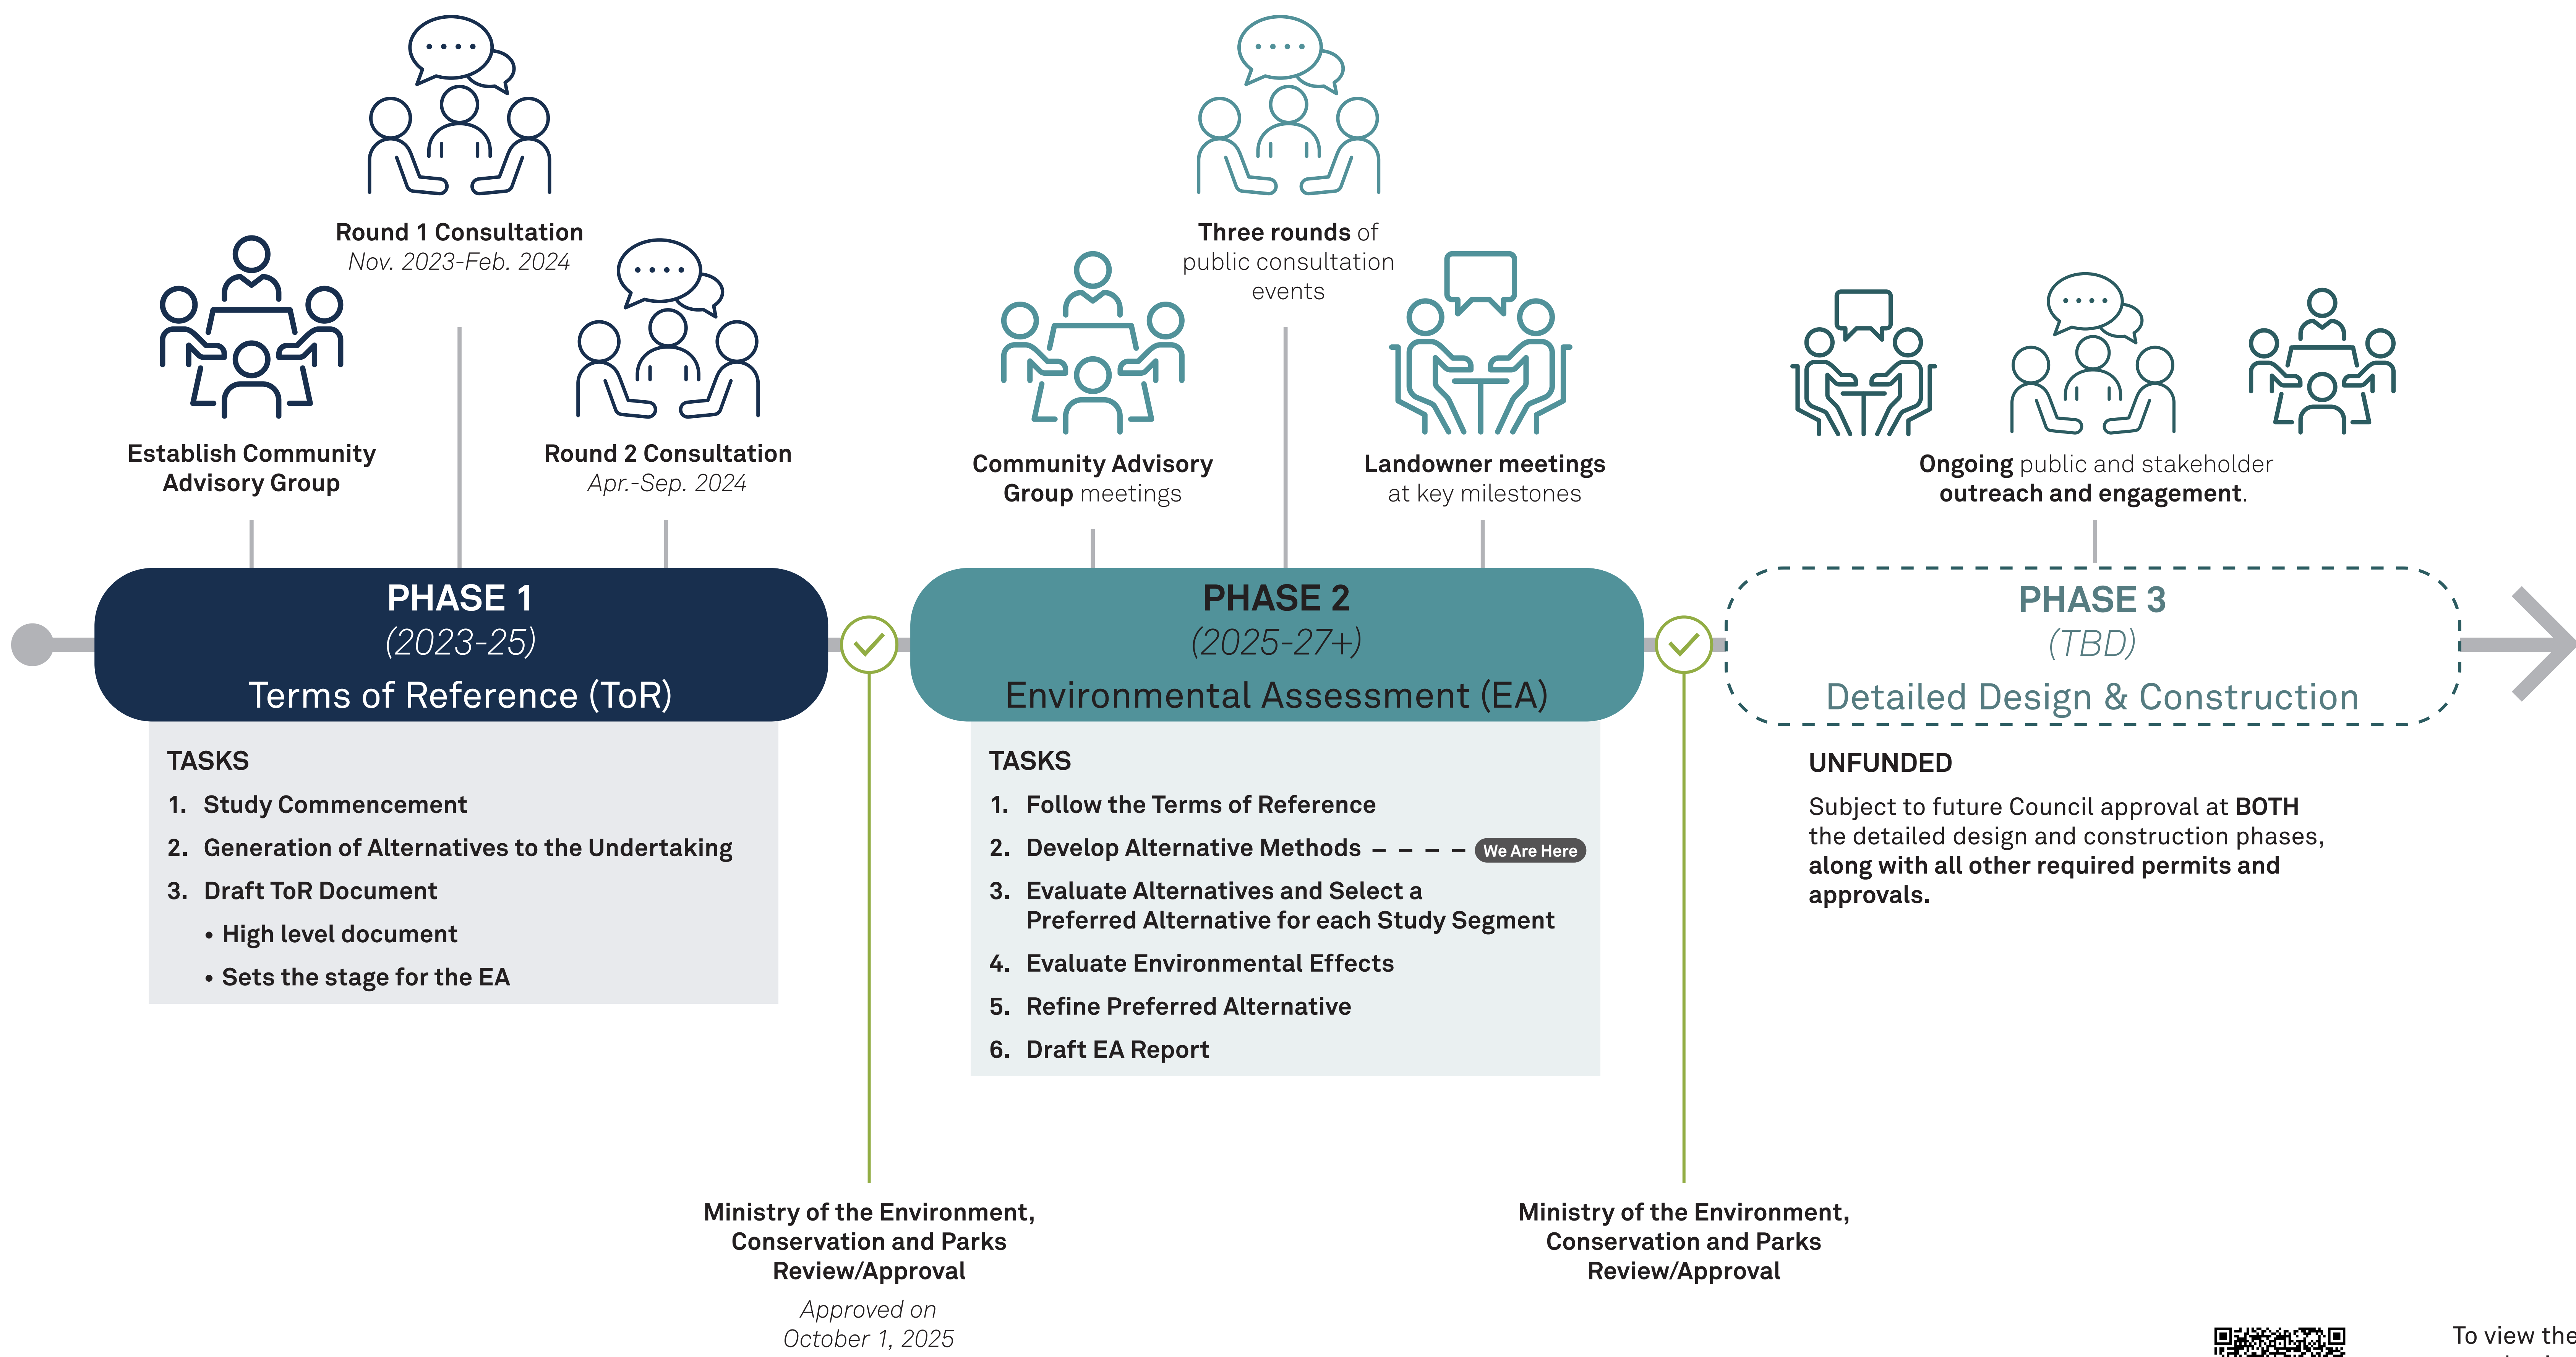 Round 1 Consultation
Nov. 2023-Feb. 2024
Establish Community
Advisory Group
Round 2 Consultation
Apr.-Sep. 2024
Three rounds of
public consultation
events
Community Advisory
Group meetings
Landowner meetings
at key milestones
Ongoing public and stakeholder
outreach and engagement.
PHASE 1
(2023-25)
Terms of Reference (ToR)
TASKS
1. Study Commencement
2. Generation of Alternatives to the Undertaking
3. Draft ToR Document
• High level document
• Sets the stage for the EA
Ministry of the Environment,
Conservation and Parks
Review/Approval
Approved on
October 1, 2025
PHASE 2
(2025-27+)
Environmental Assessment (EA)
TASKS
1. Follow the Terms of Reference
2. Develop Alternative Methods
We Are Here
3. Evaluate Alternatives and Select a
Preferred Alternative for each Study Segment
4. Evaluate Environmental Effects
5. Refine Preferred Alternative
6. Draft EA Report
Ministry of the Environment,
Conservation and Parks
Review/Approval
PHASE 3
(TBD)
Detailed Design & Construction
UNFUNDED
Subject to future Council approval at BOTH
the detailed design and construction phases,
along with all other required permits and
approvals.
To view the